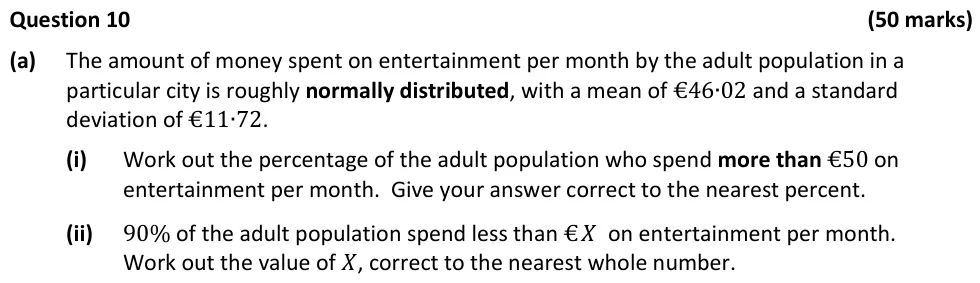 Question 10 (50 marks)
(a) The amount of money spent on entertainment per month by the adult population in a
particular city is roughly normally distributed, with a mean of €46·02 and a standard
deviation of €11·72.
(i) Work out the percentage of the adult population who spend more than €50 on
entertainment per month. Give your answer correct to the nearest percent.
(ii) 90% of the adult population spend less than €X on entertainment per month.
Work out the value of X, correct to the nearest whole number.